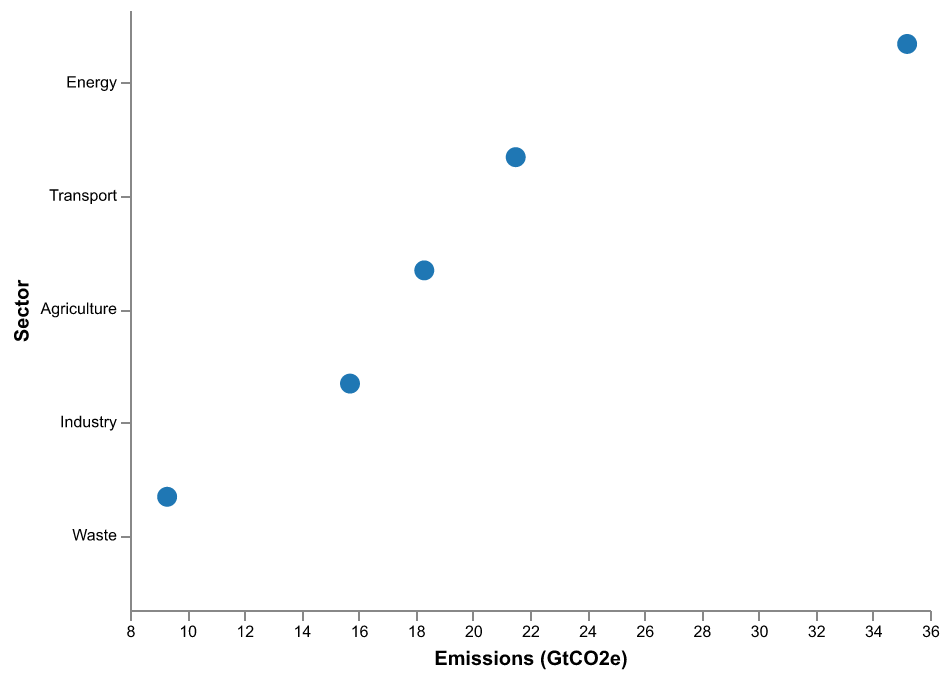 Energy
Transport
Agriculture
Industry
Waste
Sector
8 10 12 14 16 18 20 22 24 26 28 30 32 34 36
Emissions (GtCO2e)